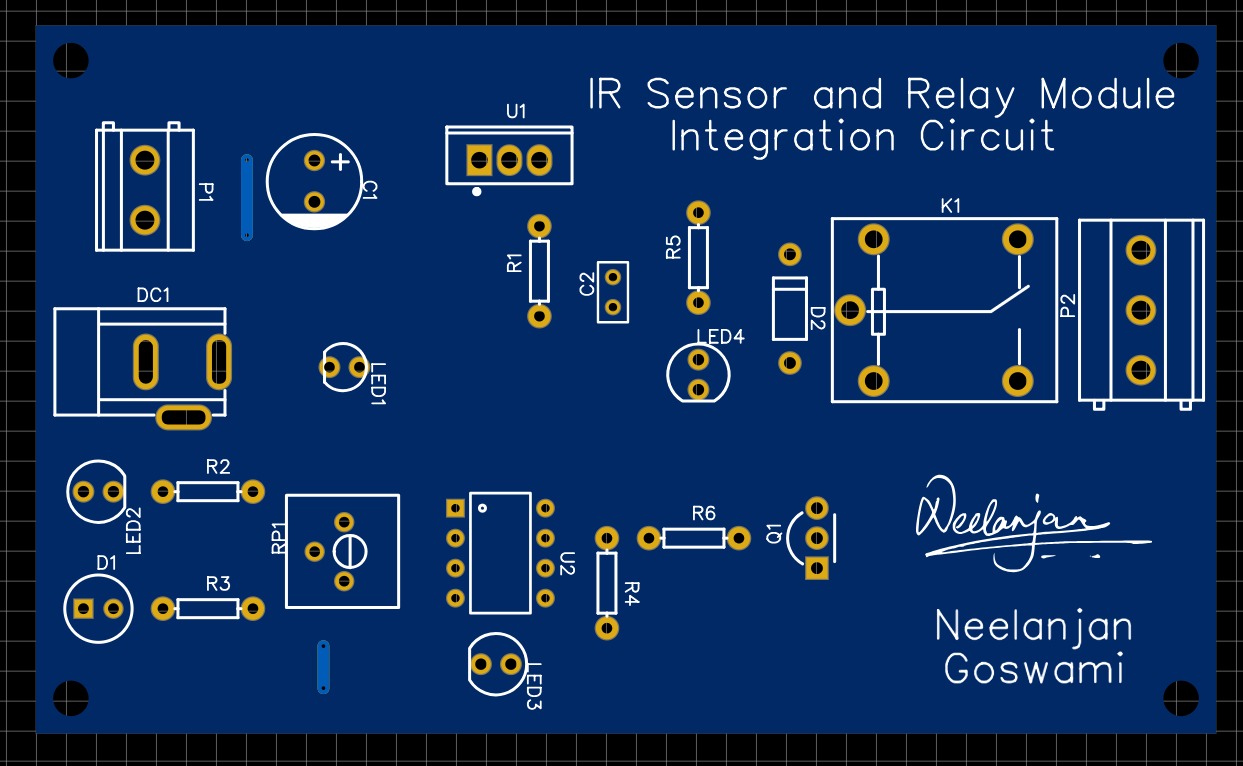 IR Sensor and Relay Module
Integration Circuit
U1
P1
+
C1
K1
R5
R1
C2
DC1
D2
P2
LED4
LED1
R2
LED2
RP1
R6
Q1
U2
Neelanjan
D1
R3
R4
Neelanjan
Goswami
LED3